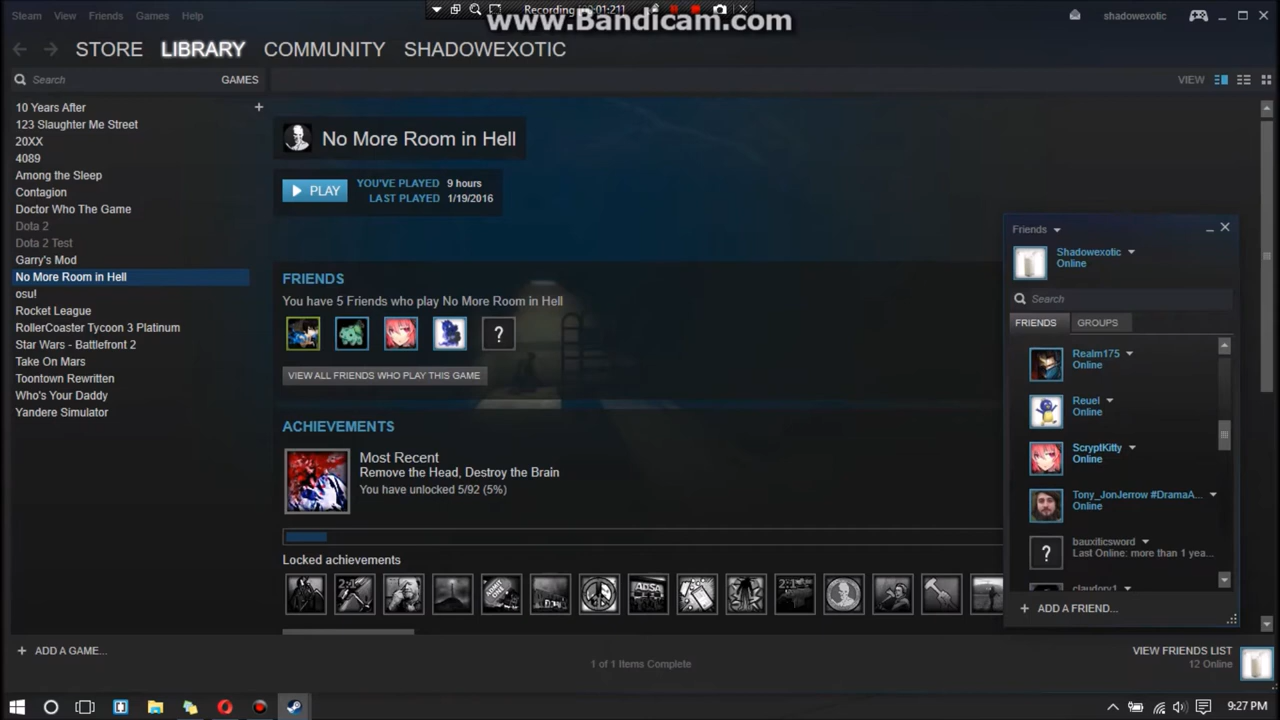 Recording [00:01:21]
www.Bandicam.com
Steam View Friends Games Help
shadowexotic
STORE LIBRARY COMMUNITY SHADOWEXOTIC
Search
GAMES
VIEW
10 Years After
123 Slaughter Me Street
20XX
4089
Among the Sleep
Contagion
Doctor Who The Game
Dota 2
Dota 2 Test
Garry's Mod
No More Room in Hell
osu!
Rocket League
RollerCoaster Tycoon 3 Platinum
Star Wars - Battlefront 2
Take On Mars
Toontown Rewritten
Who's Your Daddy
Yandere Simulator
No More Room in Hell
PLAY
YOU'VE PLAYED 9 hours
LAST PLAYED 1/19/2016
FRIENDS
You have 5 Friends who play No More Room in Hell
?
VIEW ALL FRIENDS WHO PLAY THIS GAME
ACHIEVEMENTS
Most Recent
Remove the Head, Destroy the Brain
You have unlocked 5/92 (5%)
Locked achievements
Friends
Shadowexotic
Online
Search
FRIENDS GROUPS
Realm175
Online
Reuel
Online
ScryptKitty
Online
Tony_JonJerrow #DramaA...
Online
bauxiticsword
? Last Online: more than 1 yea...
claudory1
+ ADD A FRIEND...
+ ADD A GAME...
1 of 1 Items Complete
VIEW FRIENDS LIST
12 Online
9:27 PM